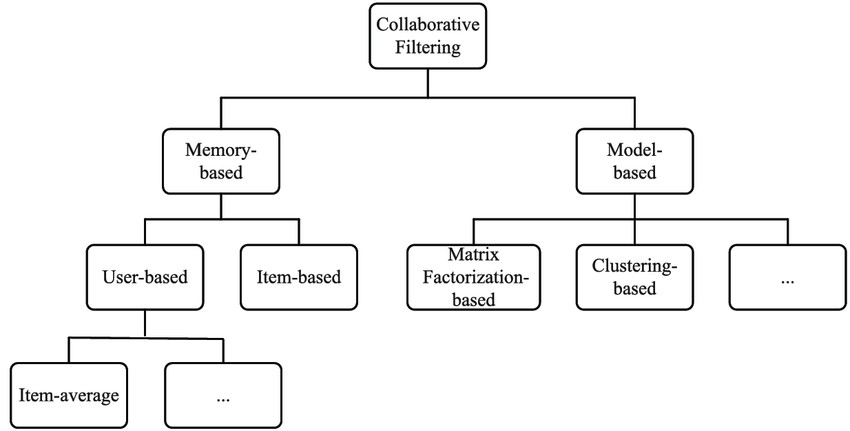 Collaborative
Filtering
Memory-
based
Model-
based
User-based
Item-based
Matrix
Factorization-
based
Clustering-
based
...
Item-average
...